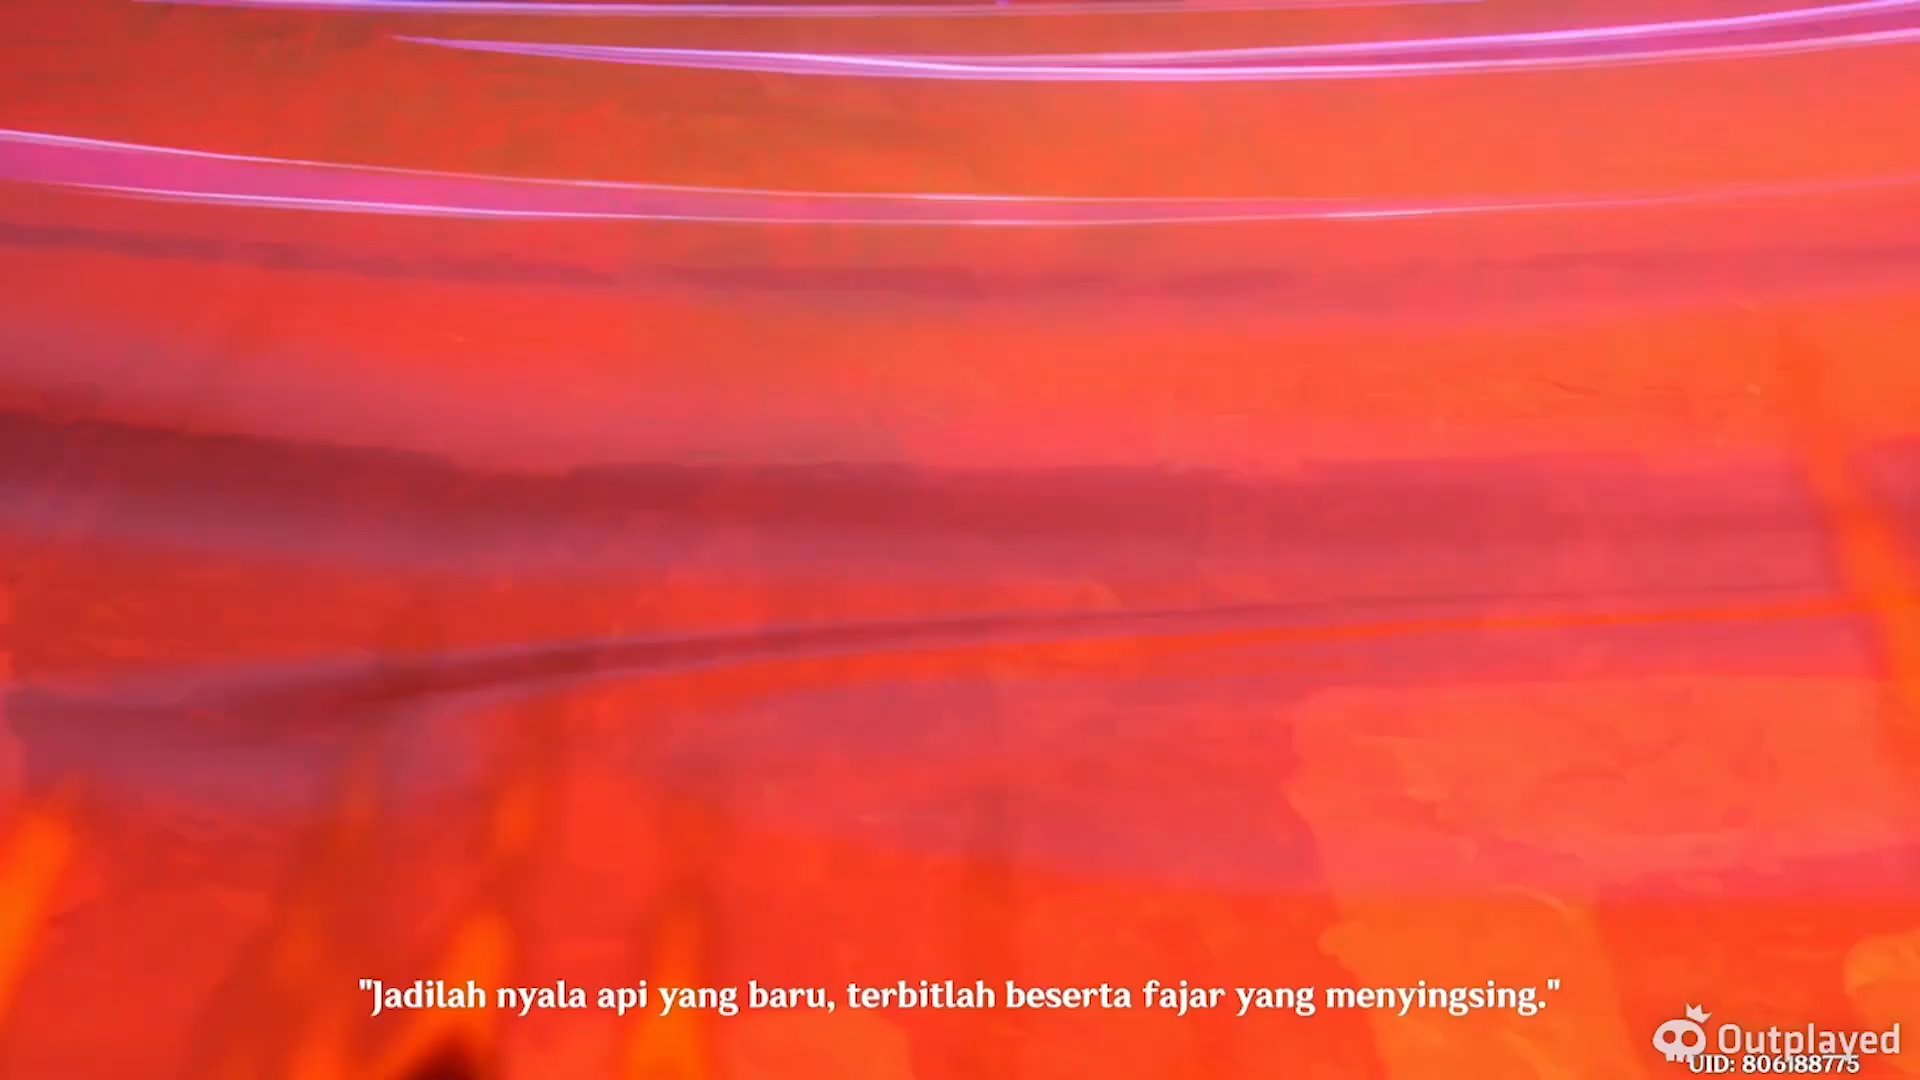 "Jadilah nyala api yang baru, terbitlah beserta fajar yang menyingsing."
Outplayed
UID: 806188775